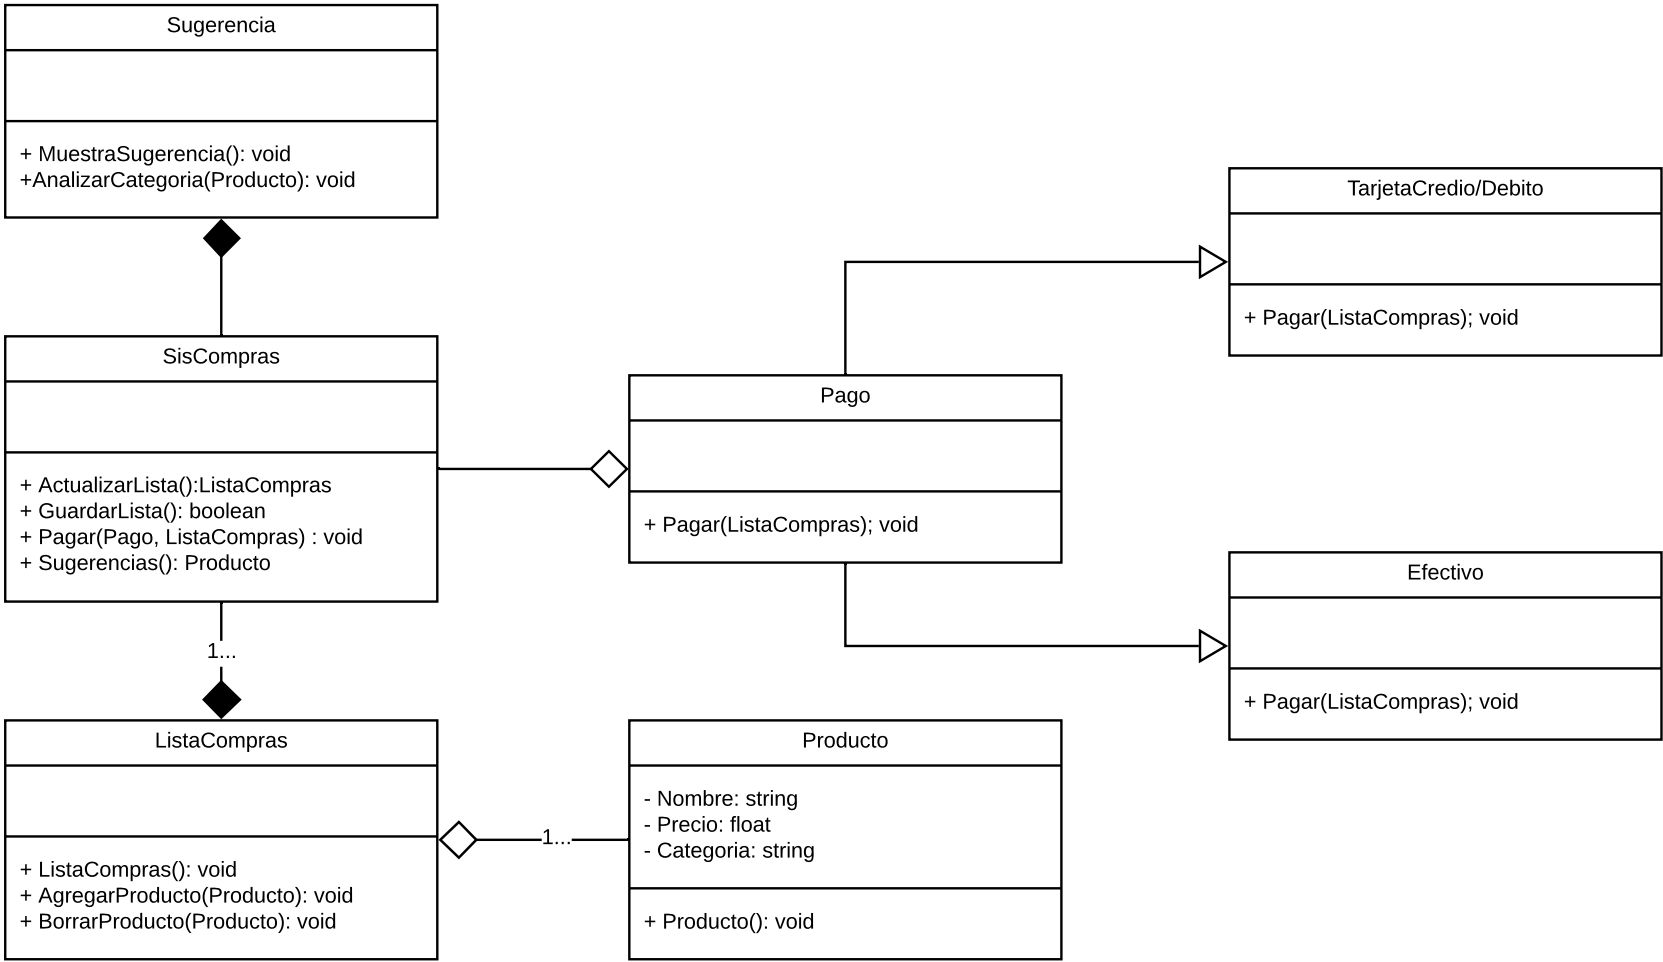 Sugerencia
+ MuestraSugerencia(): void
+AnalizarCategoria(Producto): void
SisCompras
+ ActualizarLista():ListaCompras
+ GuardarLista(): boolean
+ Pagar(Pago, ListaCompras) : void
+ Sugerencias(): Producto
1...
ListaCompras
+ ListaCompras(): void
+ AgregarProducto(Producto): void
+ BorrarProducto(Producto): void
1...
Producto
- Nombre: string
- Precio: float
- Categoria: string
+ Producto(): void
Pago
+ Pagar(ListaCompras); void
TarjetaCredio/Debito
+ Pagar(ListaCompras); void
Efectivo
+ Pagar(ListaCompras); void